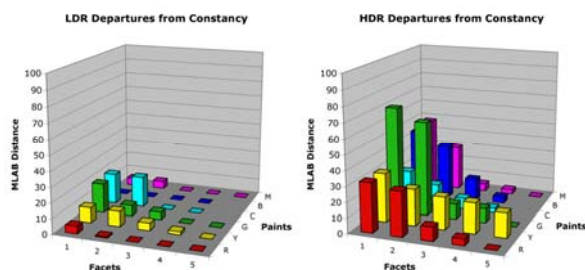 LDR Departures from Constancy
MLAB Distance
100
90
80
70
60
50
40
30
20
10
0
1
2
3
4
5
Facets
M
B
C
G
Y
R
Paints
HDR Departures from Constancy
MLAB Distance
100
90
80
70
60
50
40
30
20
10
0
1
2
3
4
5
Facets
M
B
C
G
Y
R
Paints